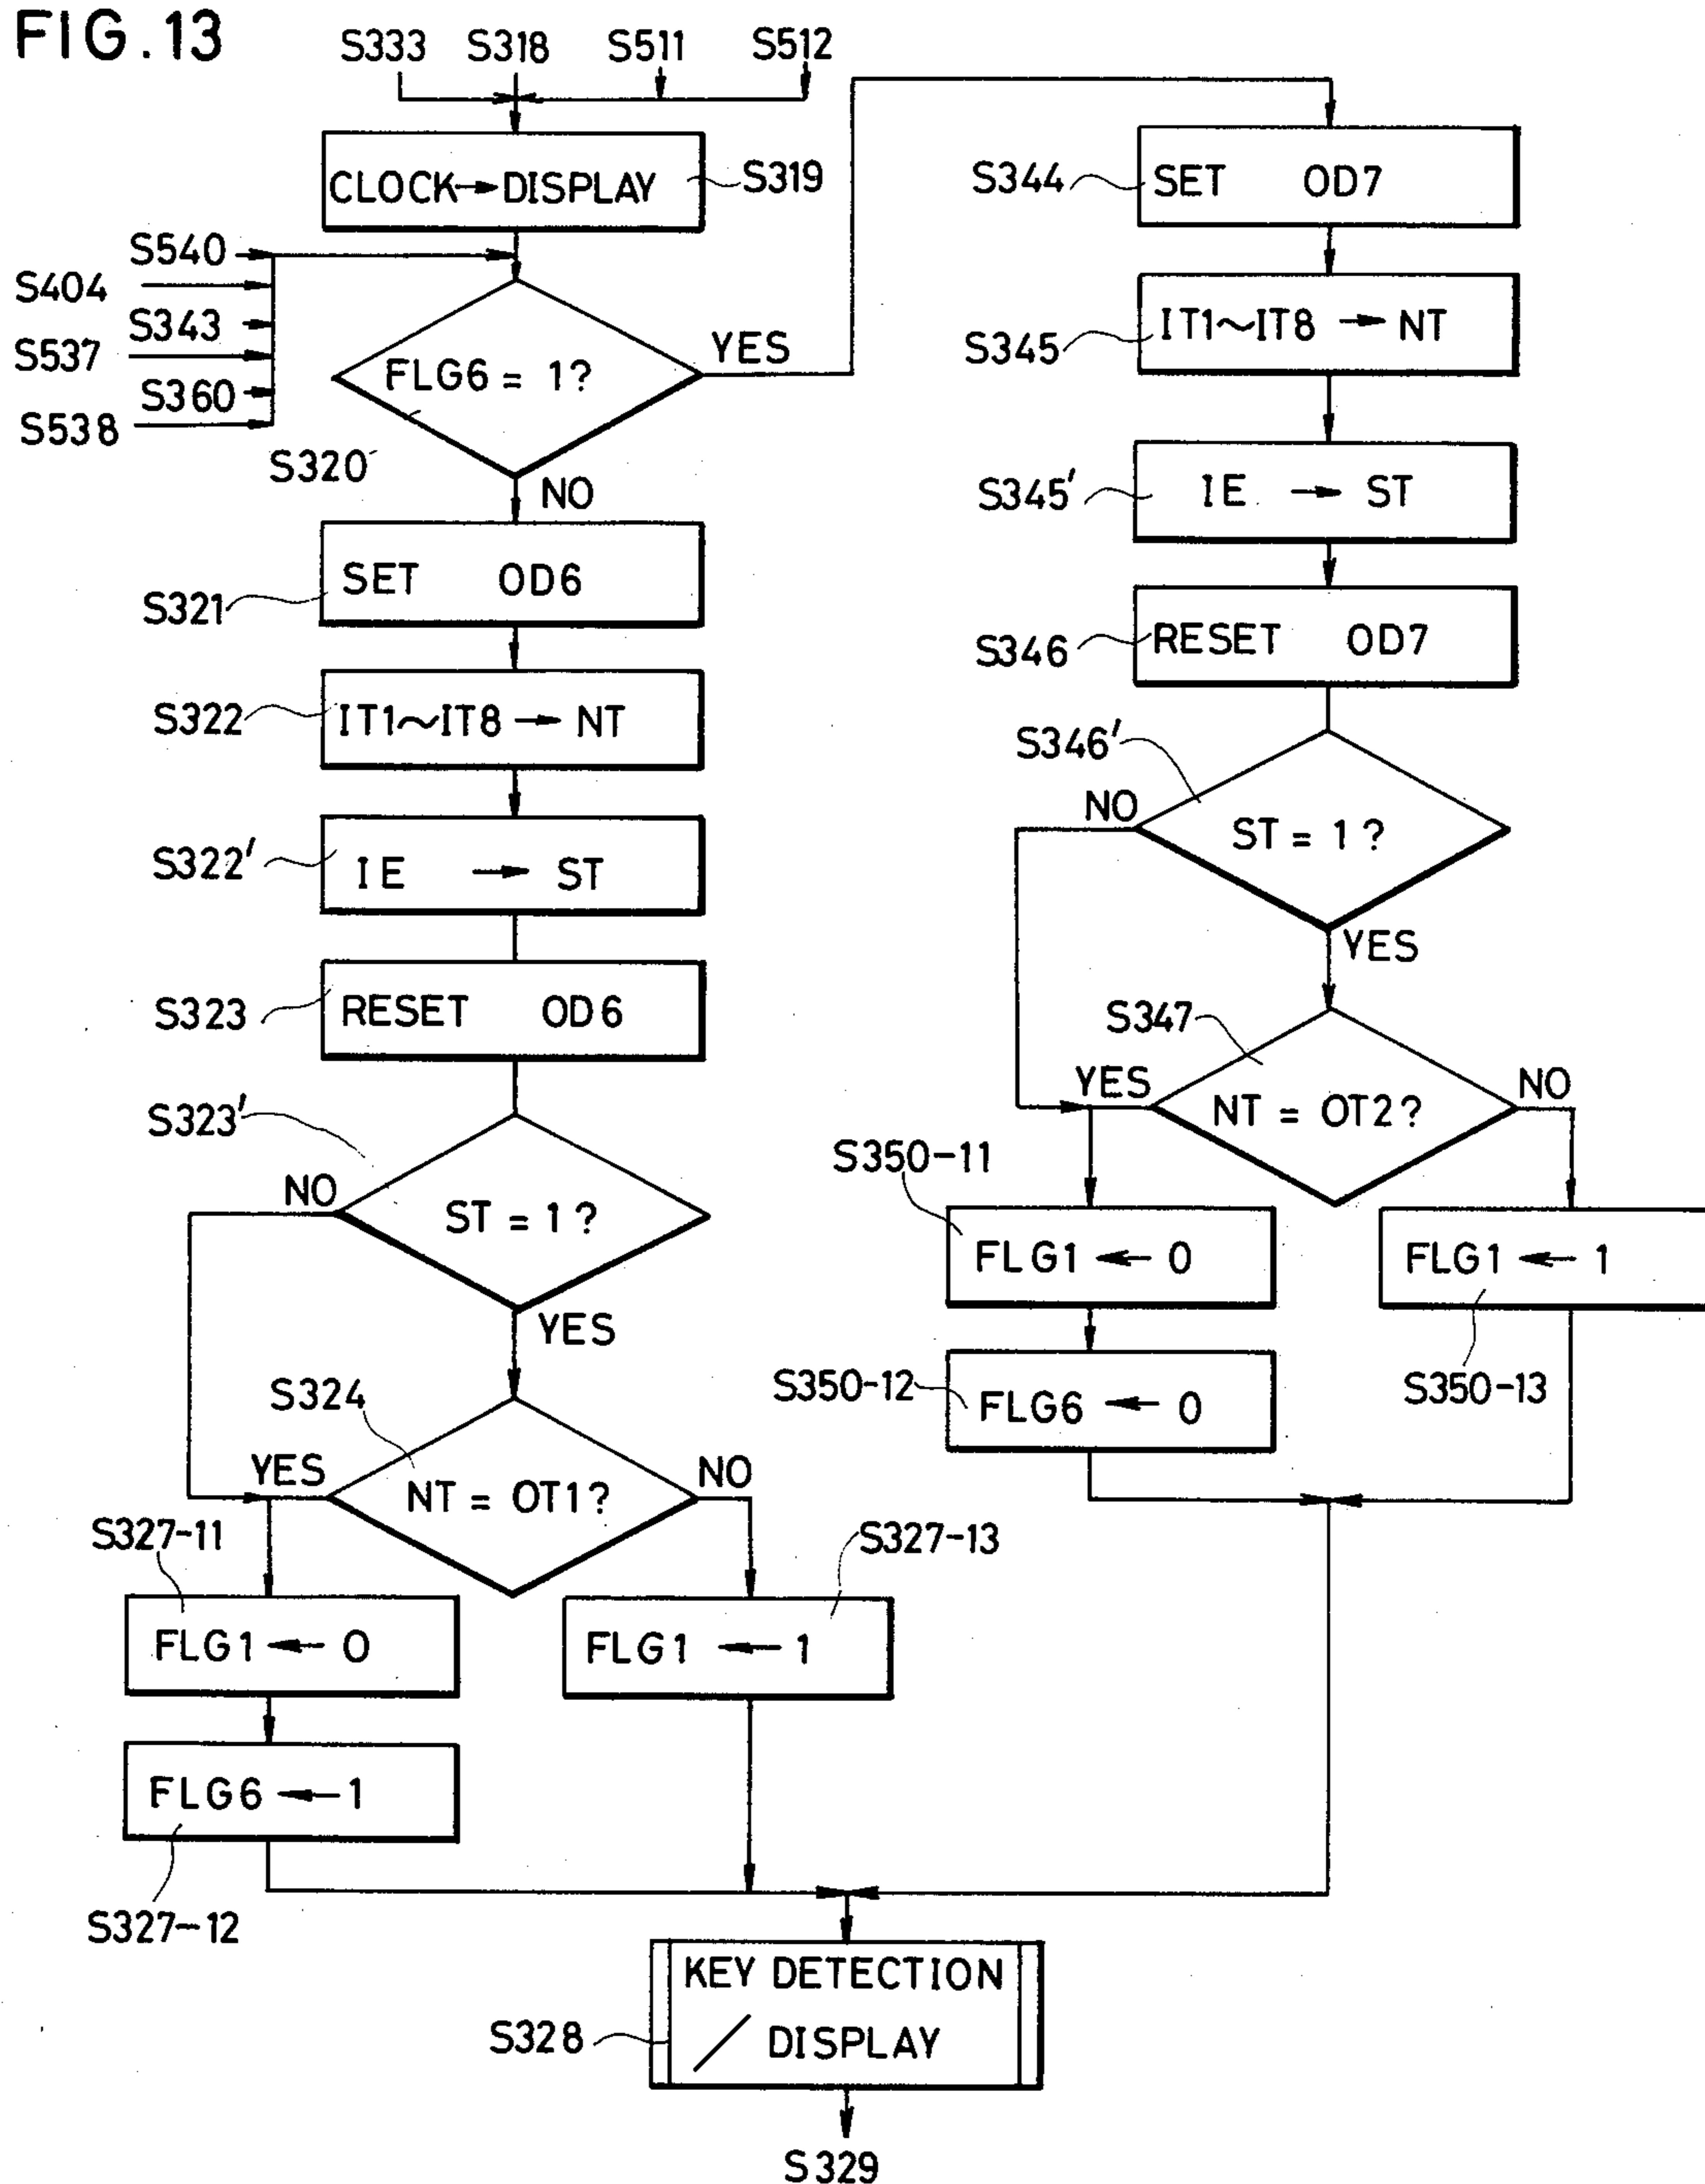 FIG.13
S333 S318 S511 S512
CLOCK→DISPLAY
S319
S540
S404
S343
S537
S360
S538
FLG6 = 1?
YES
S320
NO
SET OD6
S321
IT1~IT8 → NT
S322
IE → ST
S322'
RESET OD6
S323
S323'
ST = 1?
NO
YES
S324
NT = OT1?
YES
NO
S327-11
FLG1 ← 0
S327-13
FLG1 ← 1
FLG6 ← 1
S327-12
S344
SET OD7
S345
IT1~IT8 → NT
S345'
IE → ST
S346
RESET OD7
S346'
ST = 1?
NO
YES
S347
NT = OT2?
YES
NO
S350-11
FLG1 ← 0
FLG1 ← 1
S350-13
S350-12
FLG6 ← 0
KEY DETECTION
/ DISPLAY
S328
S329